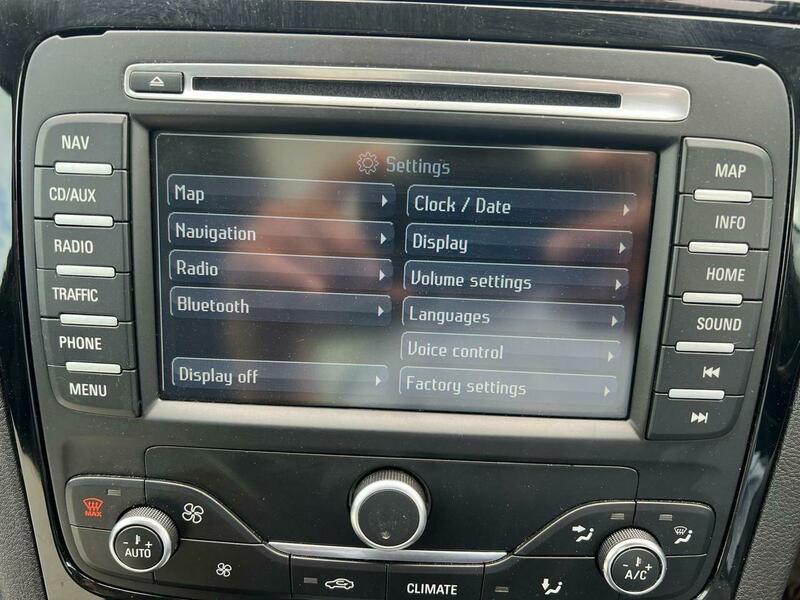 NAV
CD/AUX
RADIO
TRAFFIC
PHONE
MENU
Settings
Map
Navigation
Radio
Bluetooth
Display off
Clock / Date
Display
Volume settings
Languages
Voice control
Factory settings
MAP
INFO
HOME
SOUND
MAX
- +
AUTO
CLIMATE
- +
A/C